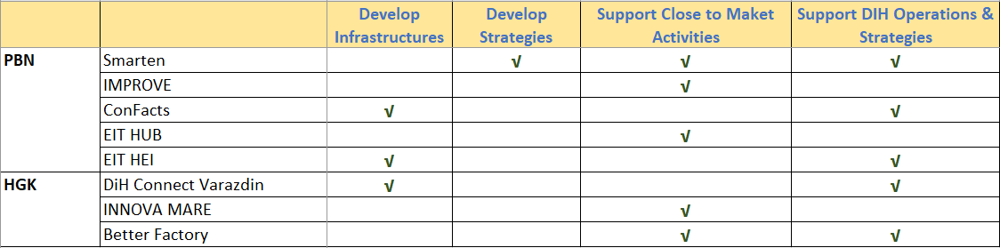 Develop Infrastructures Develop Strategies Support Close to Maket Activities Support DIH Operations & Strategies
PBN Smarten √ √ √
IMPROVE √
ConFacts √ √
EIT HUB √
EIT HEI √ √
HGK DiH Connect Varazdin √ √
INNOVA MARE √
Better Factory √ √